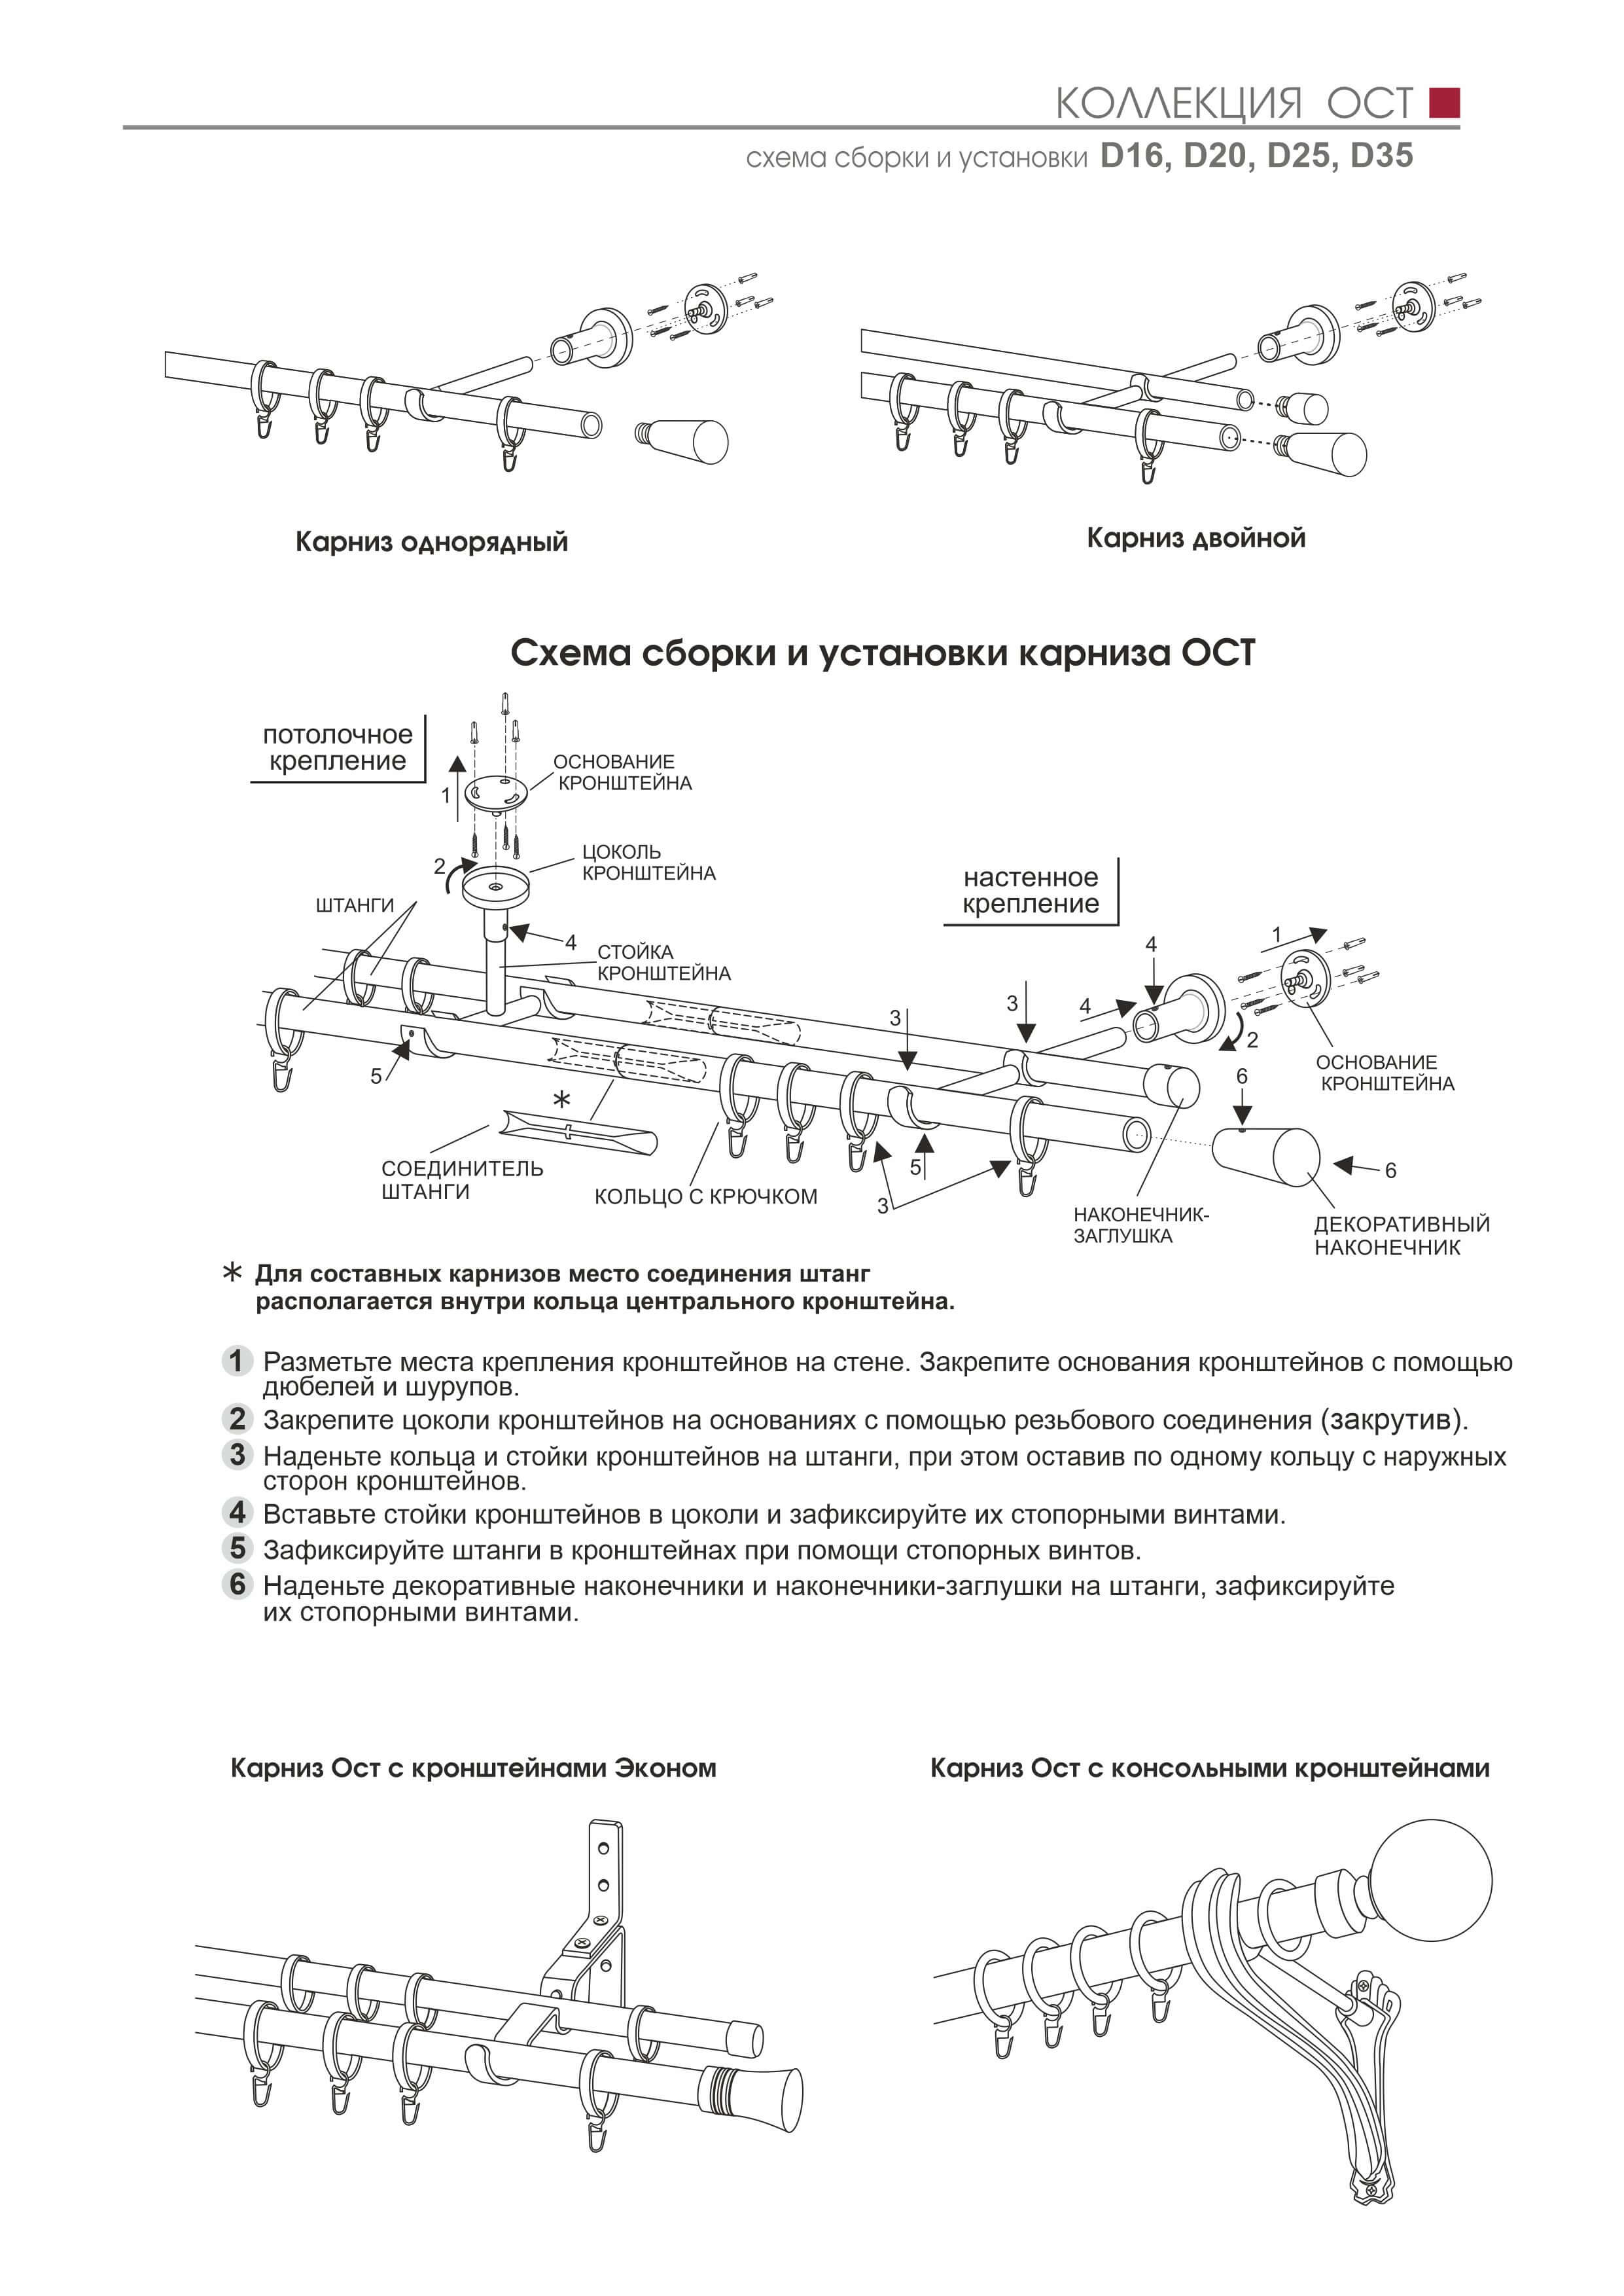 КОЛЛЕКЦИЯ ОСТ
схема сборки и установки D16, D20, D25, D35
Карниз однорядный
Карниз двойной
Схема сборки и установки карниза ОСТ
потолочное
крепление
ОСНОВАНИЕ
КРОНШТЕЙНА
1
ЦОКОЛЬ
КРОНШТЕЙНА
2
ШТАНГИ
4
СТОЙКА
КРОНШТЕЙНА
настенное
крепление
1
4
3
4
3
2
ОСНОВАНИЕ
КРОНШТЕЙНА
5
6
*
СОЕДИНИТЕЛЬ
ШТАНГИ
КОЛЬЦО С КРЮЧКОМ
5
3
6
НАКОНЕЧНИК-
ЗАГЛУШКА
ДЕКОРАТИВНЫЙ
НАКОНЕЧНИК
* Для составных карнизов место соединения штанг
располагается внутри кольца центрального кронштейна.
1 Разметьте места крепления кронштейнов на стене. Закрепите основания кронштейнов с помощью
дюбелей и шурупов.
2 Закрепите цоколи кронштейнов на основаниях с помощью резьбового соединения (закрутив).
3 Наденьте кольца и стойки кронштейнов на штанги, при этом оставив по одному кольцу с наружных
сторон кронштейнов.
4 Вставьте стойки кронштейнов в цоколи и зафиксируйте их стопорными винтами.
5 Зафиксируйте штанги в кронштейнах при помощи стопорных винтов.
6 Наденьте декоративные наконечники и наконечники-заглушки на штанги, зафиксируйте
их стопорными винтами.
Карниз Ост с кронштейнами Эконом
Карниз Ост с консольными кронштейнами